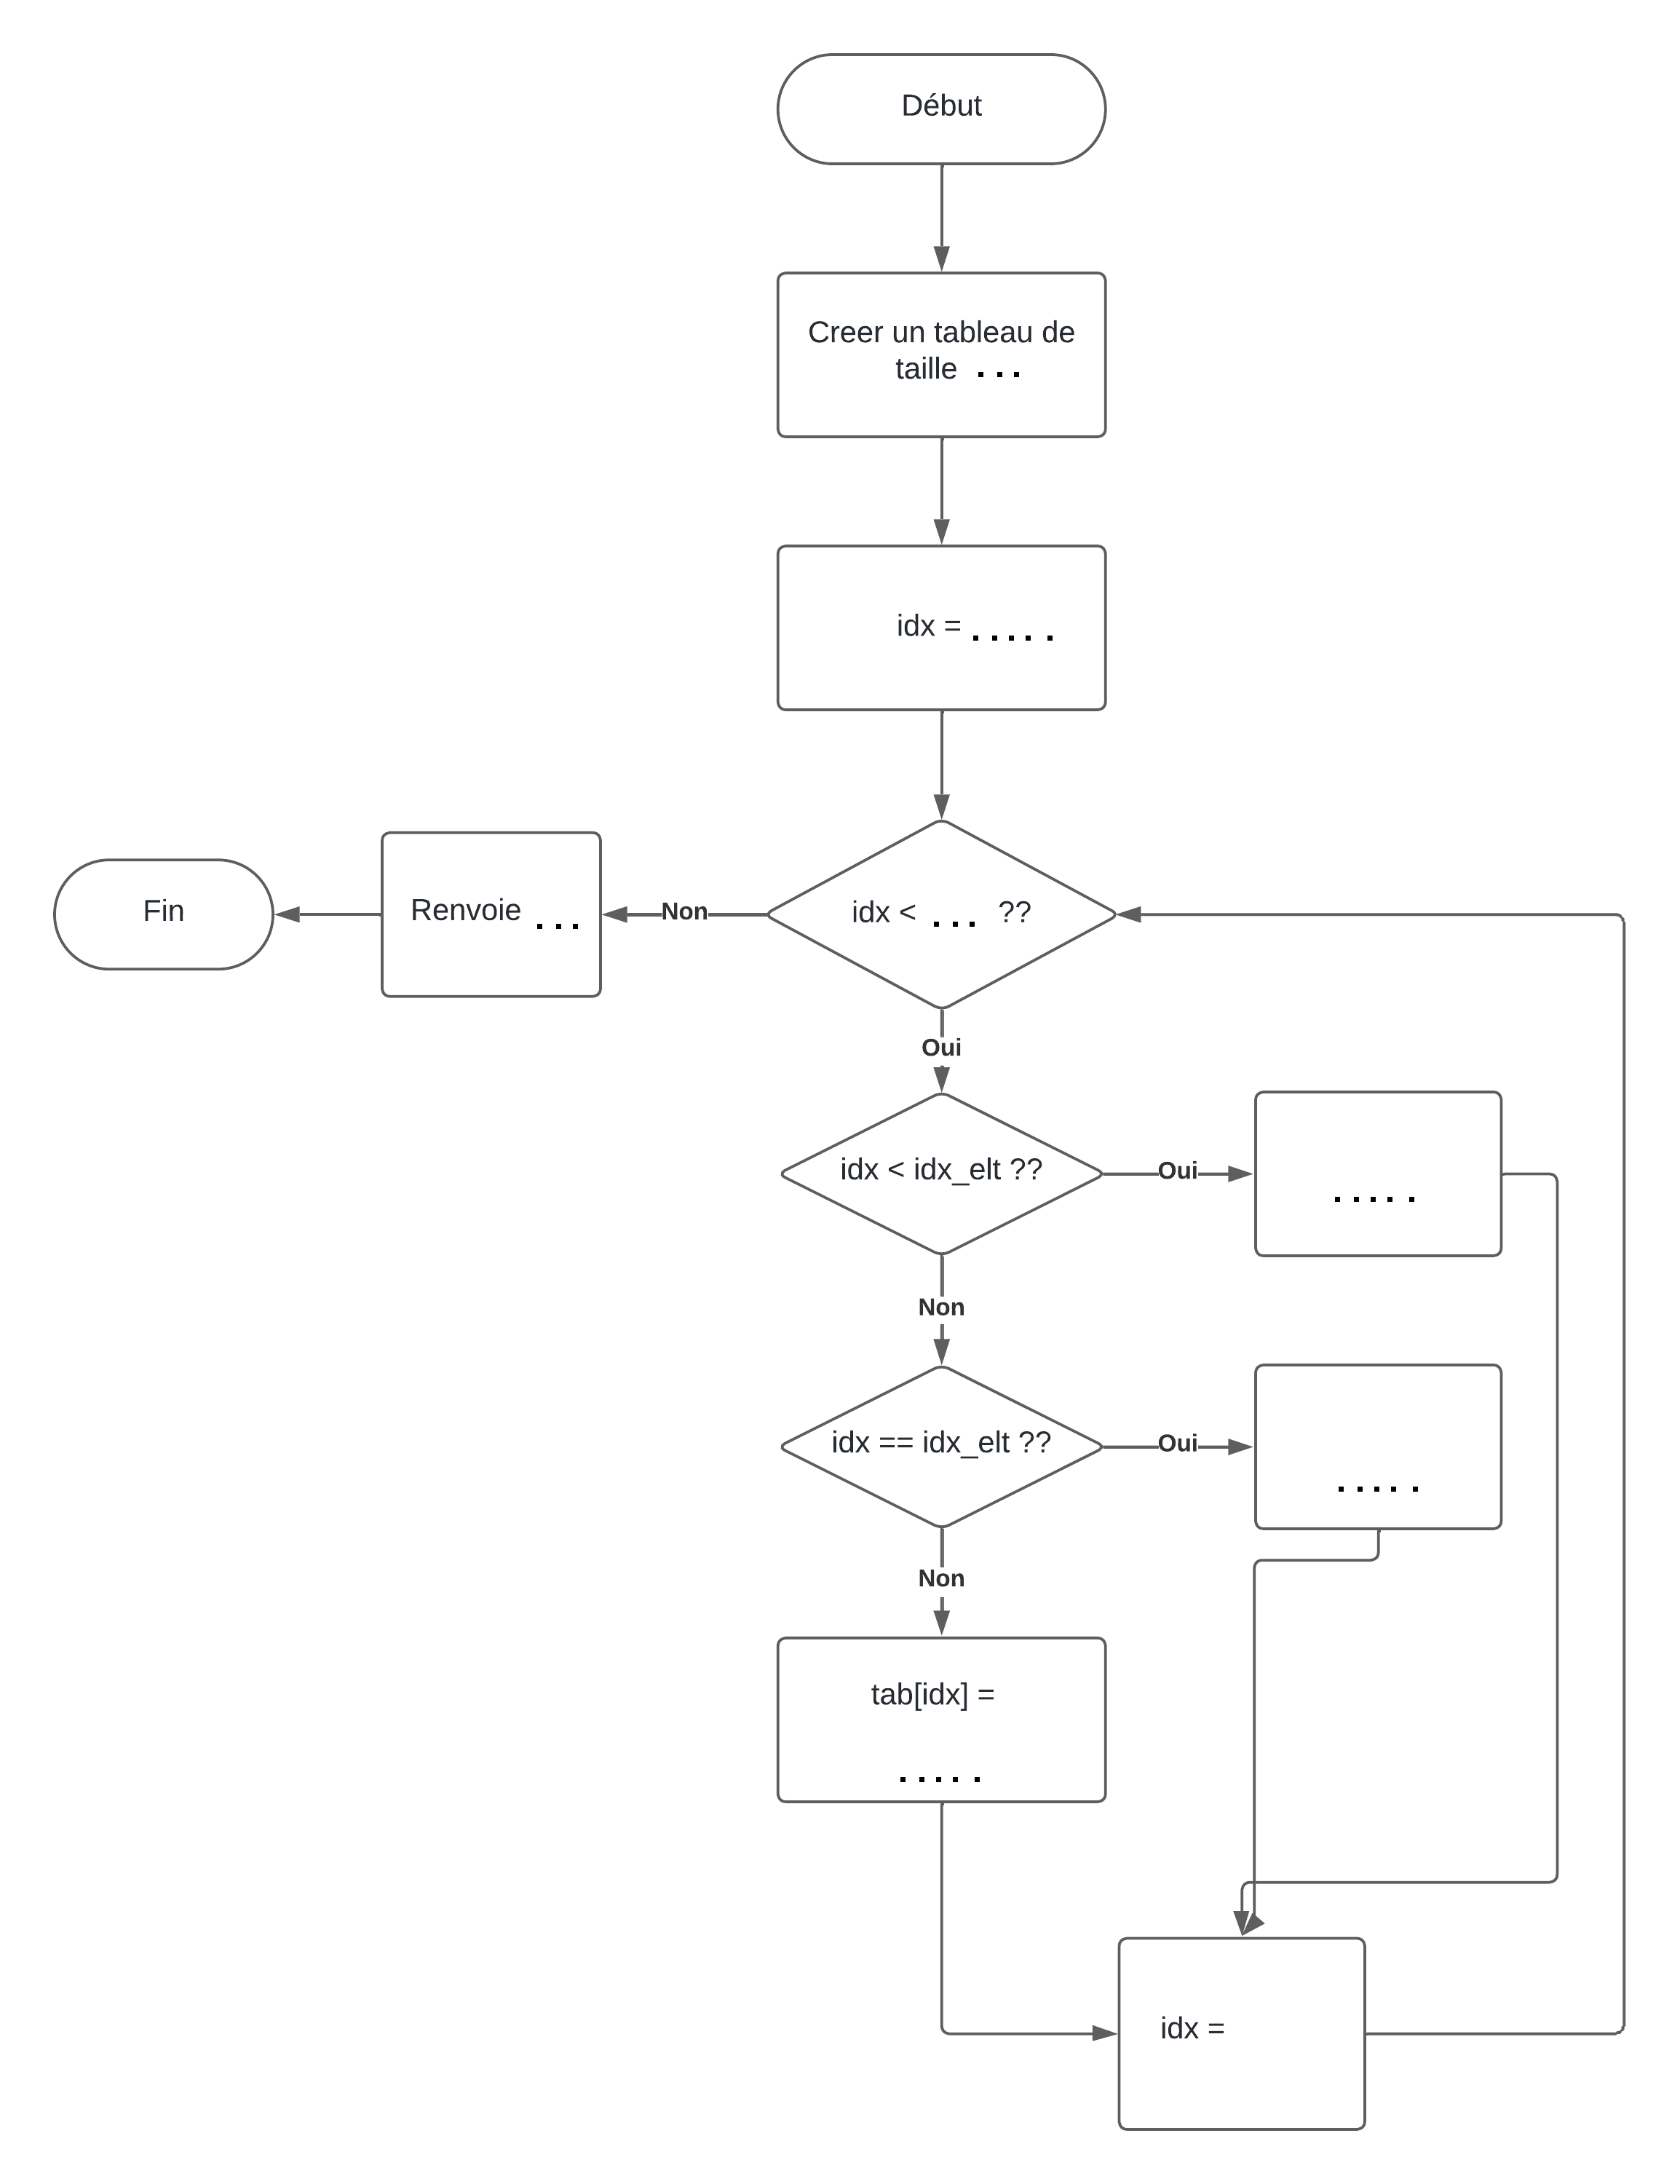 Début
Creer un tableau de
taille ...
idx = .....
Fin
Renvoie ...
Non
idx < ... ??
Oui
idx < idx_elt ??
Oui
.....
Non
idx == idx_elt ??
Oui
.....
Non
tab[idx] =
.....
idx =